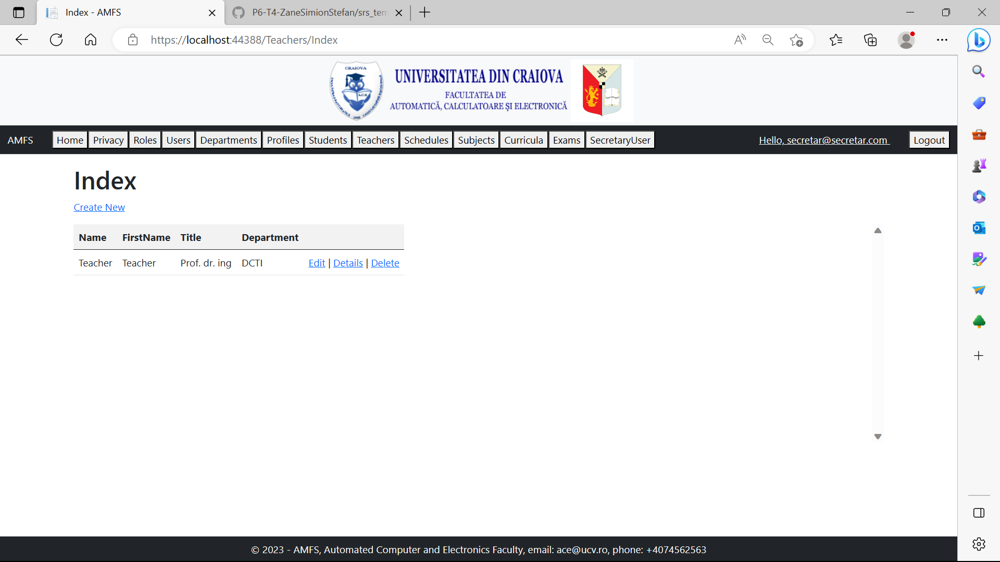 Index - AMFS
P6-T4-ZaneSimionStefan/srs_tem
https://localhost:44388/Teachers/Index
CRAIOVA
A.C.E
1965
UNIVERSITATEA DIN CRAIOVA
FACULTATEA DE
AUTOMATICĂ, CALCULATOARE ȘI ELECTRONICĂ
AMFS Home Privacy Roles Users Departments Profiles Students Teachers Schedules Subjects Curricula Exams SecretaryUser Hello, secretar@secretar.com Logout
Index
Create New
Name FirstName Title Department
Teacher Teacher Prof. dr. ing DCTI Edit | Details | Delete
© 2023 - AMFS, Automated Computer and Electronics Faculty, email: ace@ucv.ro, phone: +4074562563